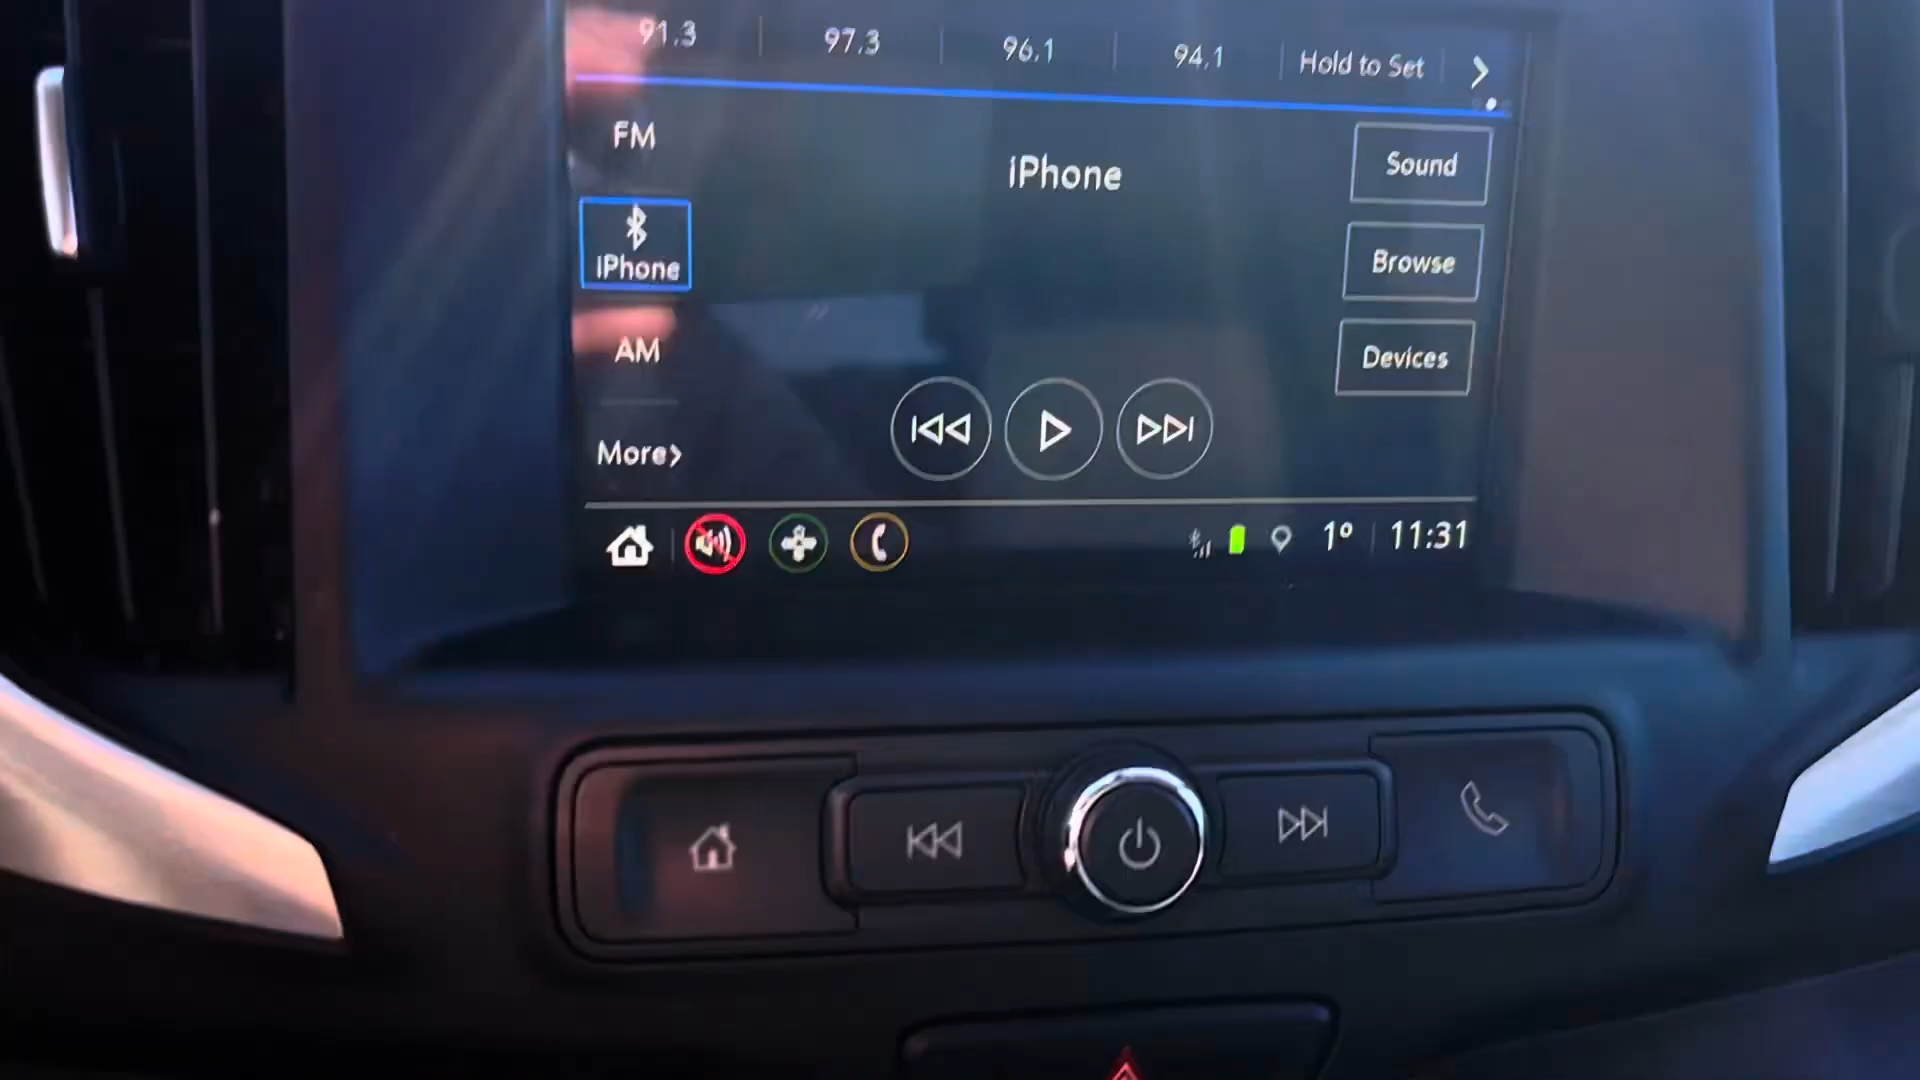 91.3 97.3 96.1 94.1 Hold to Set
FM
iPhone
Sound
iPhone
Browse
AM
Devices
More
1° 11:31